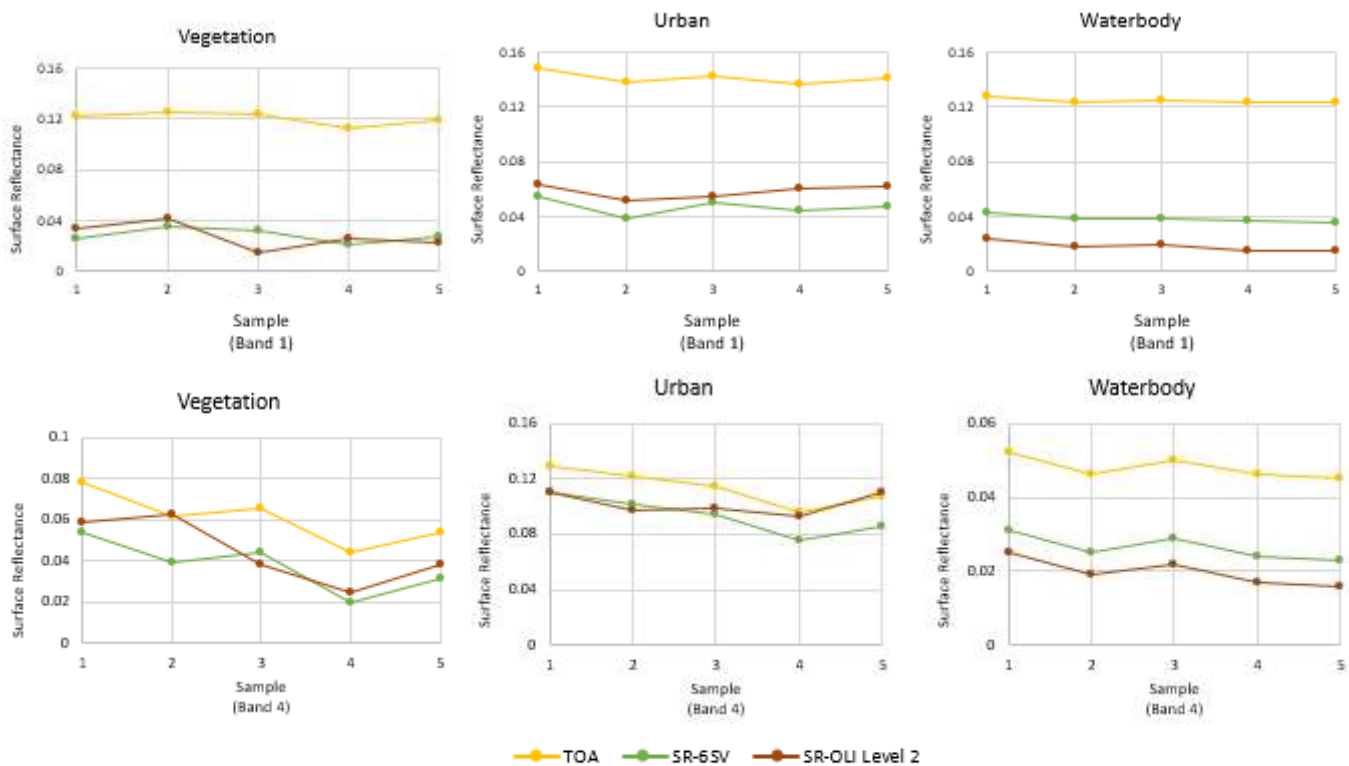 Vegetation
Urban
Waterbody
Surface Reflectance
0.16
0.12
0.08
0.04
0
1 2 3 4 5
Sample
(Band 1)
Surface Reflectance
0.16
0.12
0.08
0.04
0
1 2 3 4 5
Sample
(Band 1)
Surface Reflectance
0.16
0.12
0.08
0.04
0
1 2 3 4 5
Sample
(Band 1)
Vegetation
Urban
Waterbody
Surface Reflectance
0.1
0.08
0.06
0.04
0.02
0
1 2 3 4 5
Sample
(Band 4)
Surface Reflectance
0.16
0.12
0.08
0.04
0
1 2 3 4 5
Sample
(Band 4)
Surface Reflectance
0.06
0.04
0.02
0
1 2 3 4 5
Sample
(Band 4)
TOA SR-6SV SR-OLI Level 2